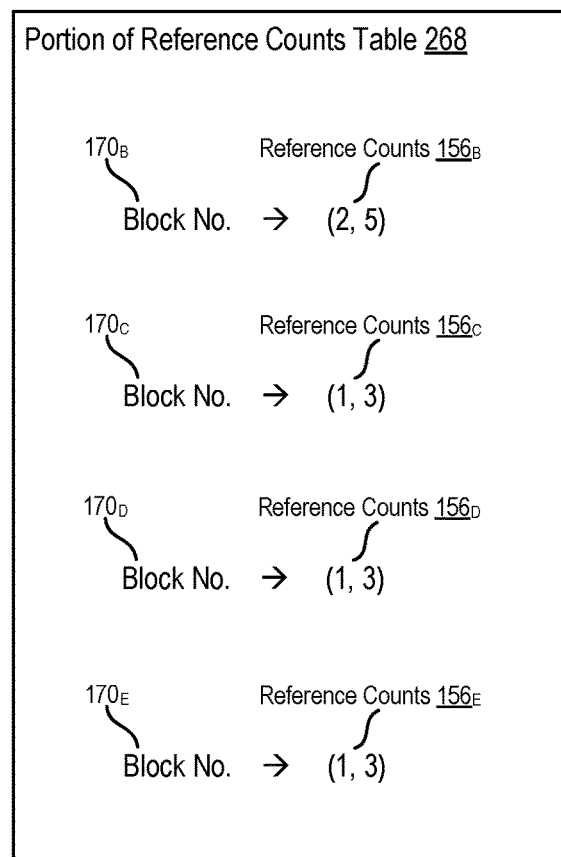 Portion of Reference Counts Table 268
170B Reference Counts 156B
Block No. → (2, 5)
170C Reference Counts 156C
Block No. → (1, 3)
170D Reference Counts 156D
Block No. → (1, 3)
170E Reference Counts 156E
Block No. → (1, 3)